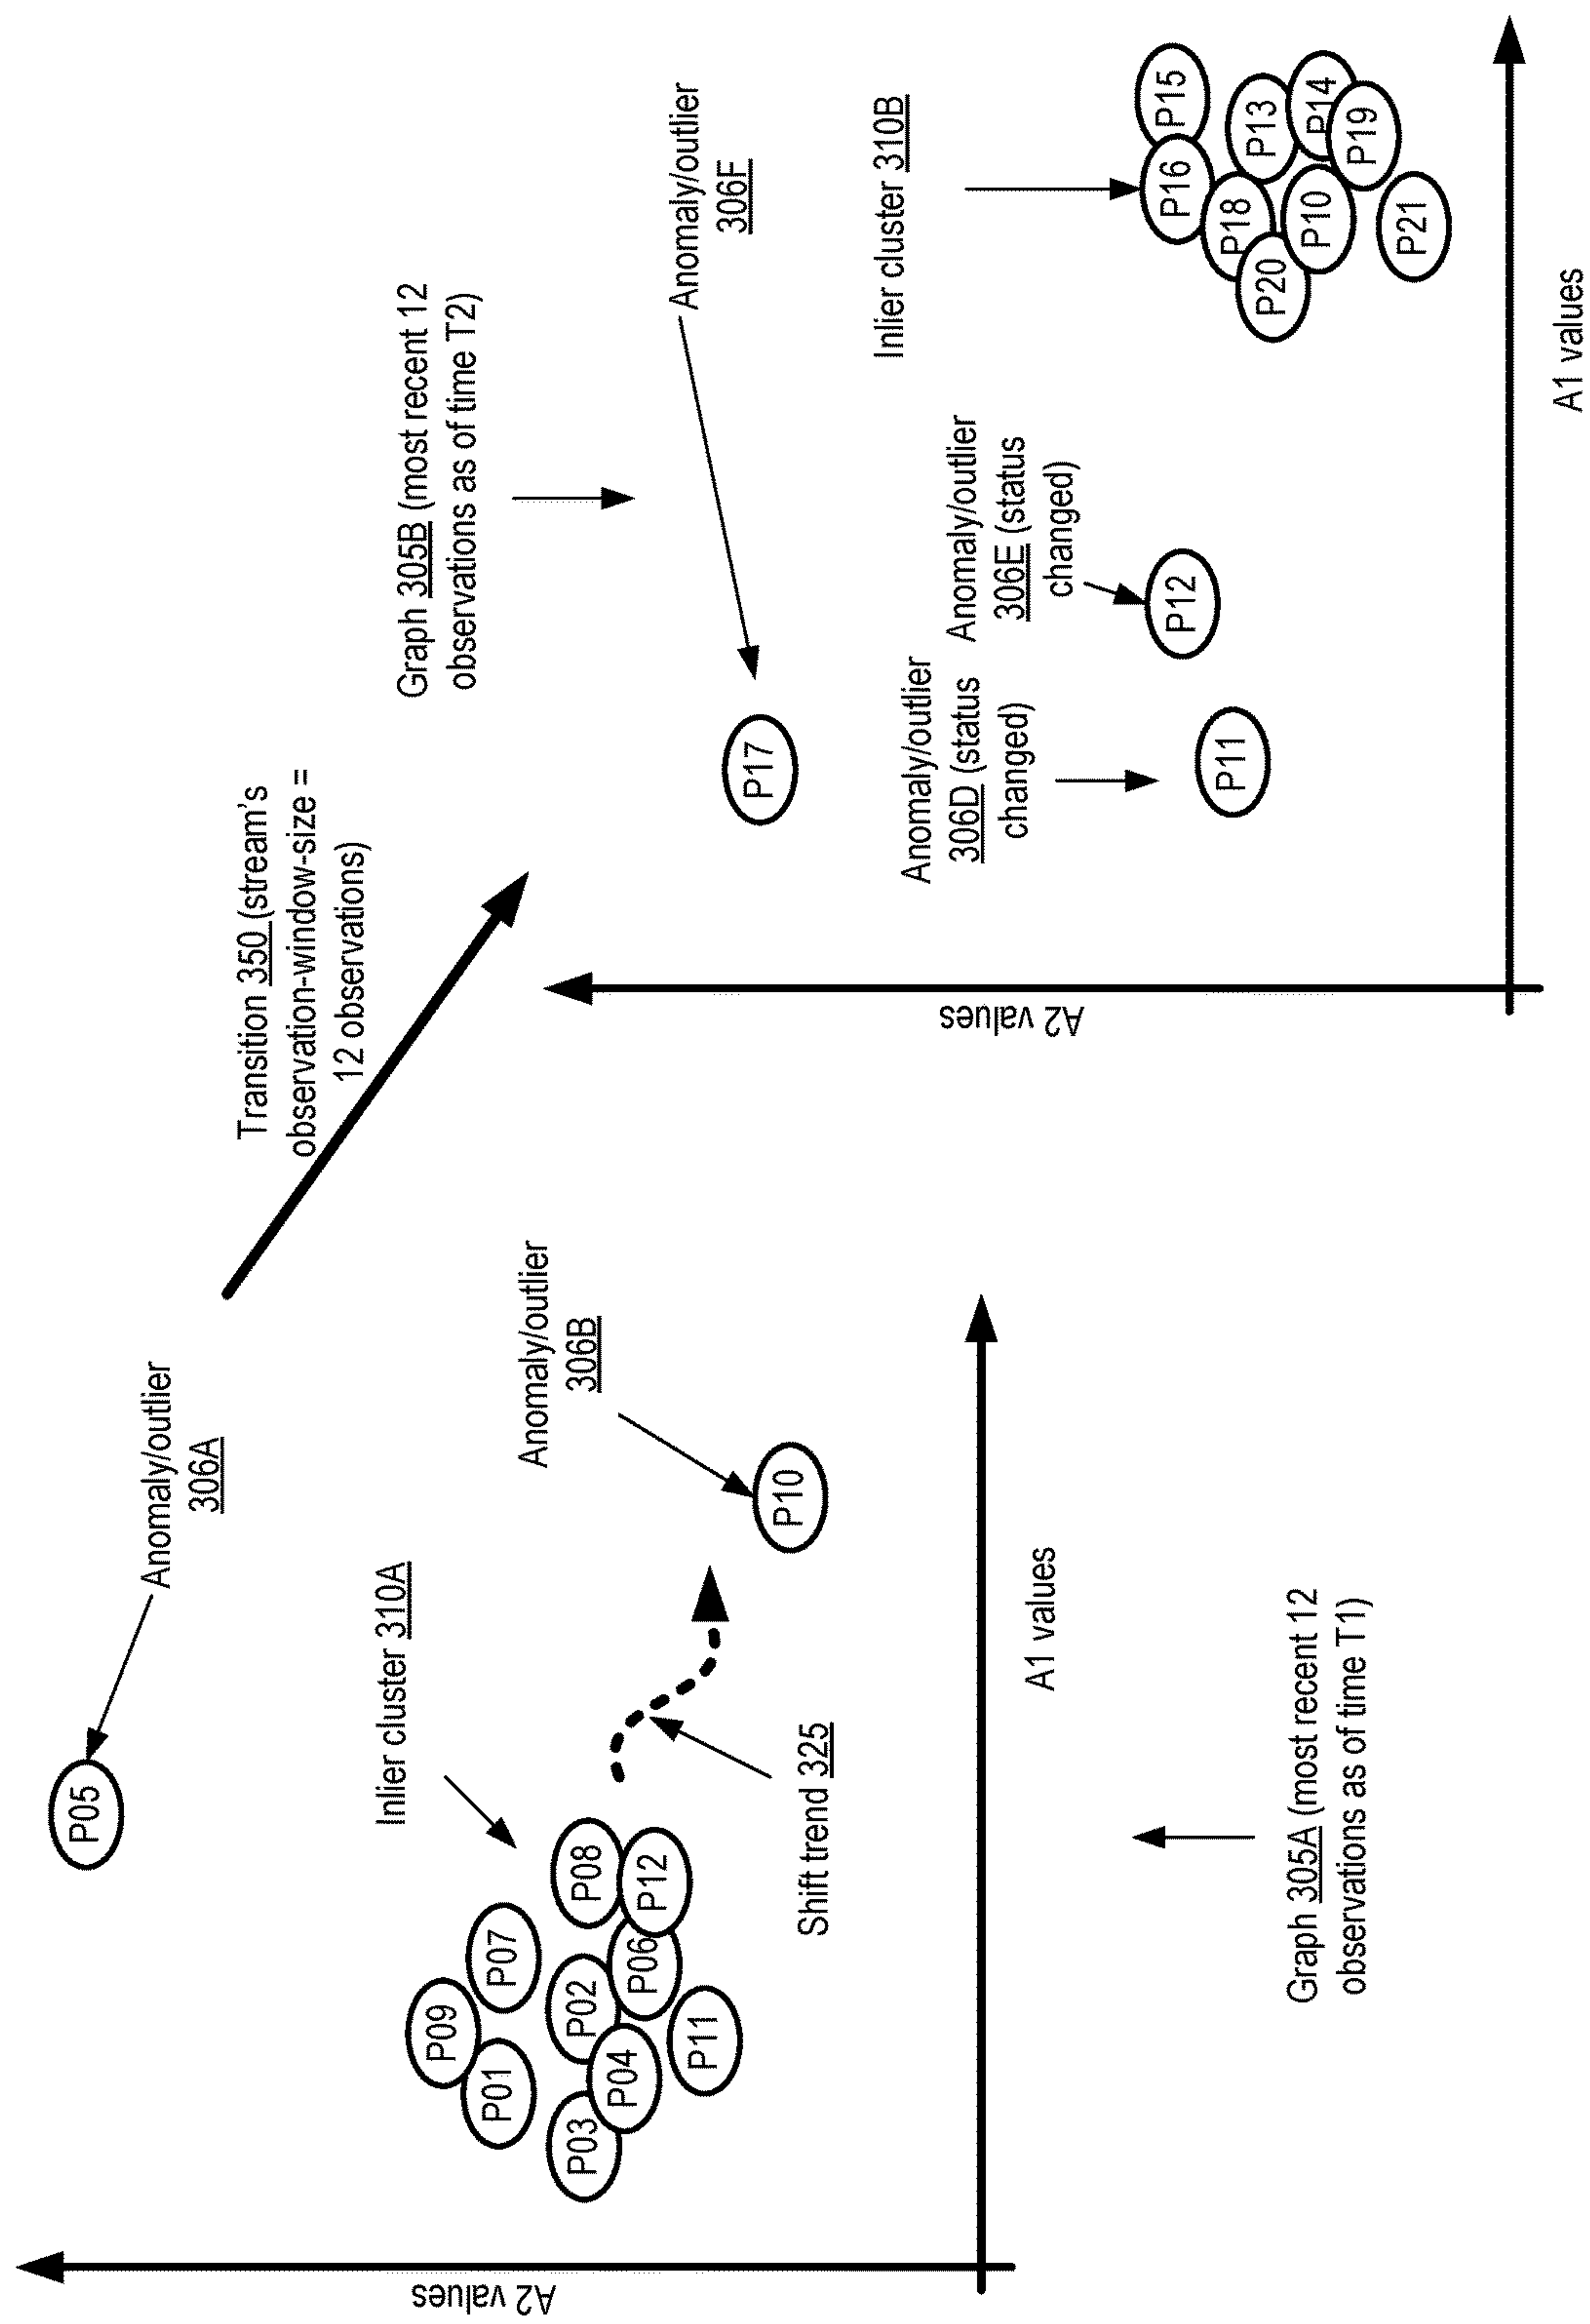 P05
Anomaly/outlier
306A
Transition 350 (stream's
observation-window-size =
12 observations)
Graph 305B (most recent 12
observations as of time T2)
Inlier cluster 310A
P09
P01
P07
P03
P02
P08
P04
P06
P12
P11
Shift trend 325
Anomaly/outlier
306B
P10
A2 values
A1 values
Graph 305A (most recent 12
observations as of time T1)
Anomaly/outlier
306F
P17
Anomaly/outlier
306D (status
changed)
P11
Anomaly/outlier
306E (status
changed)
P12
Inlier cluster 310B
P16
P15
P18
P13
P20
P10
P14
P19
P21
A2 values
A1 values